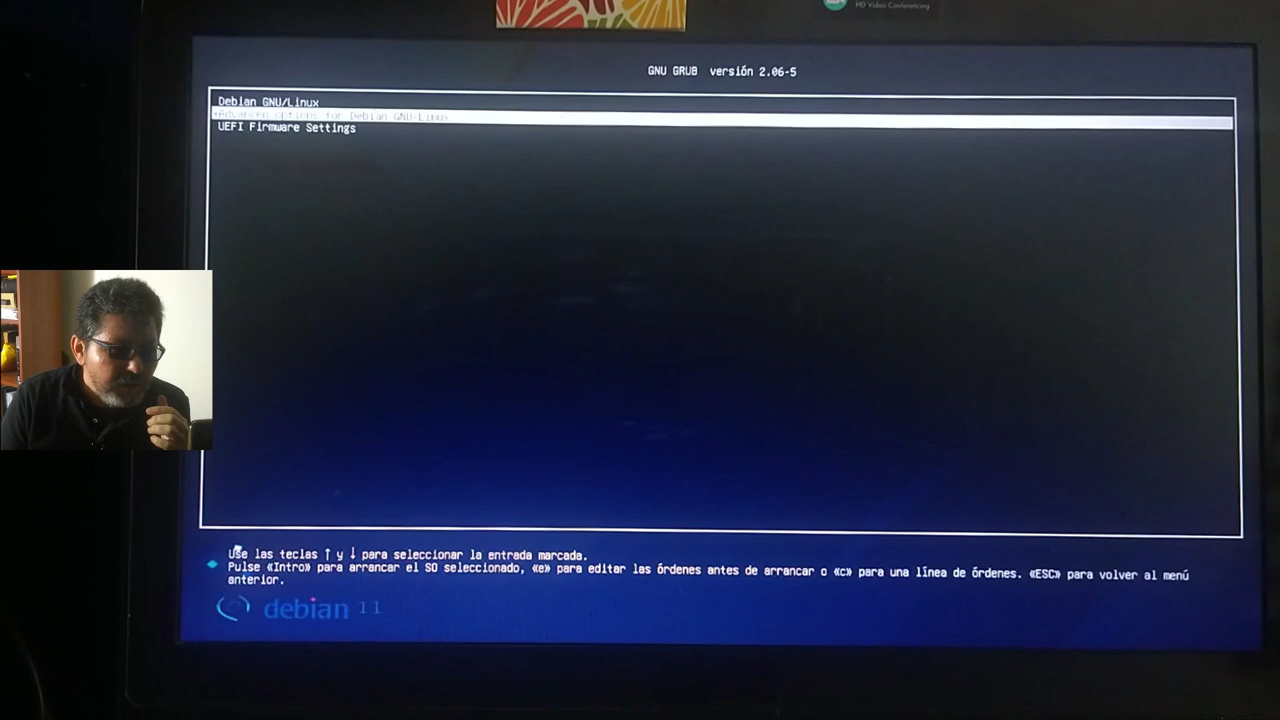 HD Video Conferencing
GNU GRUB versión 2.06-5
Debian GNU/Linux
*Advanced options for Debian GNU/Linux
UEFI Firmware Settings
Use las teclas ↑ y ↓ para seleccionar la entrada marcada.
Pulse «Intro» para arrancar el SO seleccionado, «e» para editar las órdenes antes de arrancar o «c» para una línea de órdenes. «ESC» para volver al menú
anterior.
debian 11